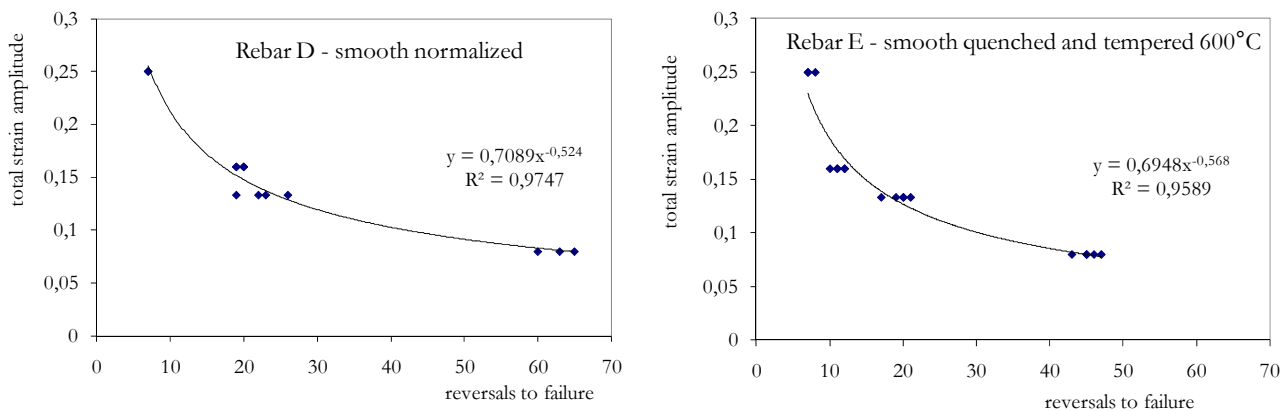 total strain amplitude
0,3
0,25
0,2
0,15
0,1
0,05
0
Rebar D - smooth normalized
y = 0,7089x^-0,524
R² = 0,9747
0 10 20 30 40 50 60 70
reversals to failure
total strain amplitude
0,3
0,25
0,2
0,15
0,1
0,05
0
Rebar E - smooth quenched and tempered 600°C
y = 0,6948x^-0,568
R² = 0,9589
0 10 20 30 40 50 60 70
reversals to failure